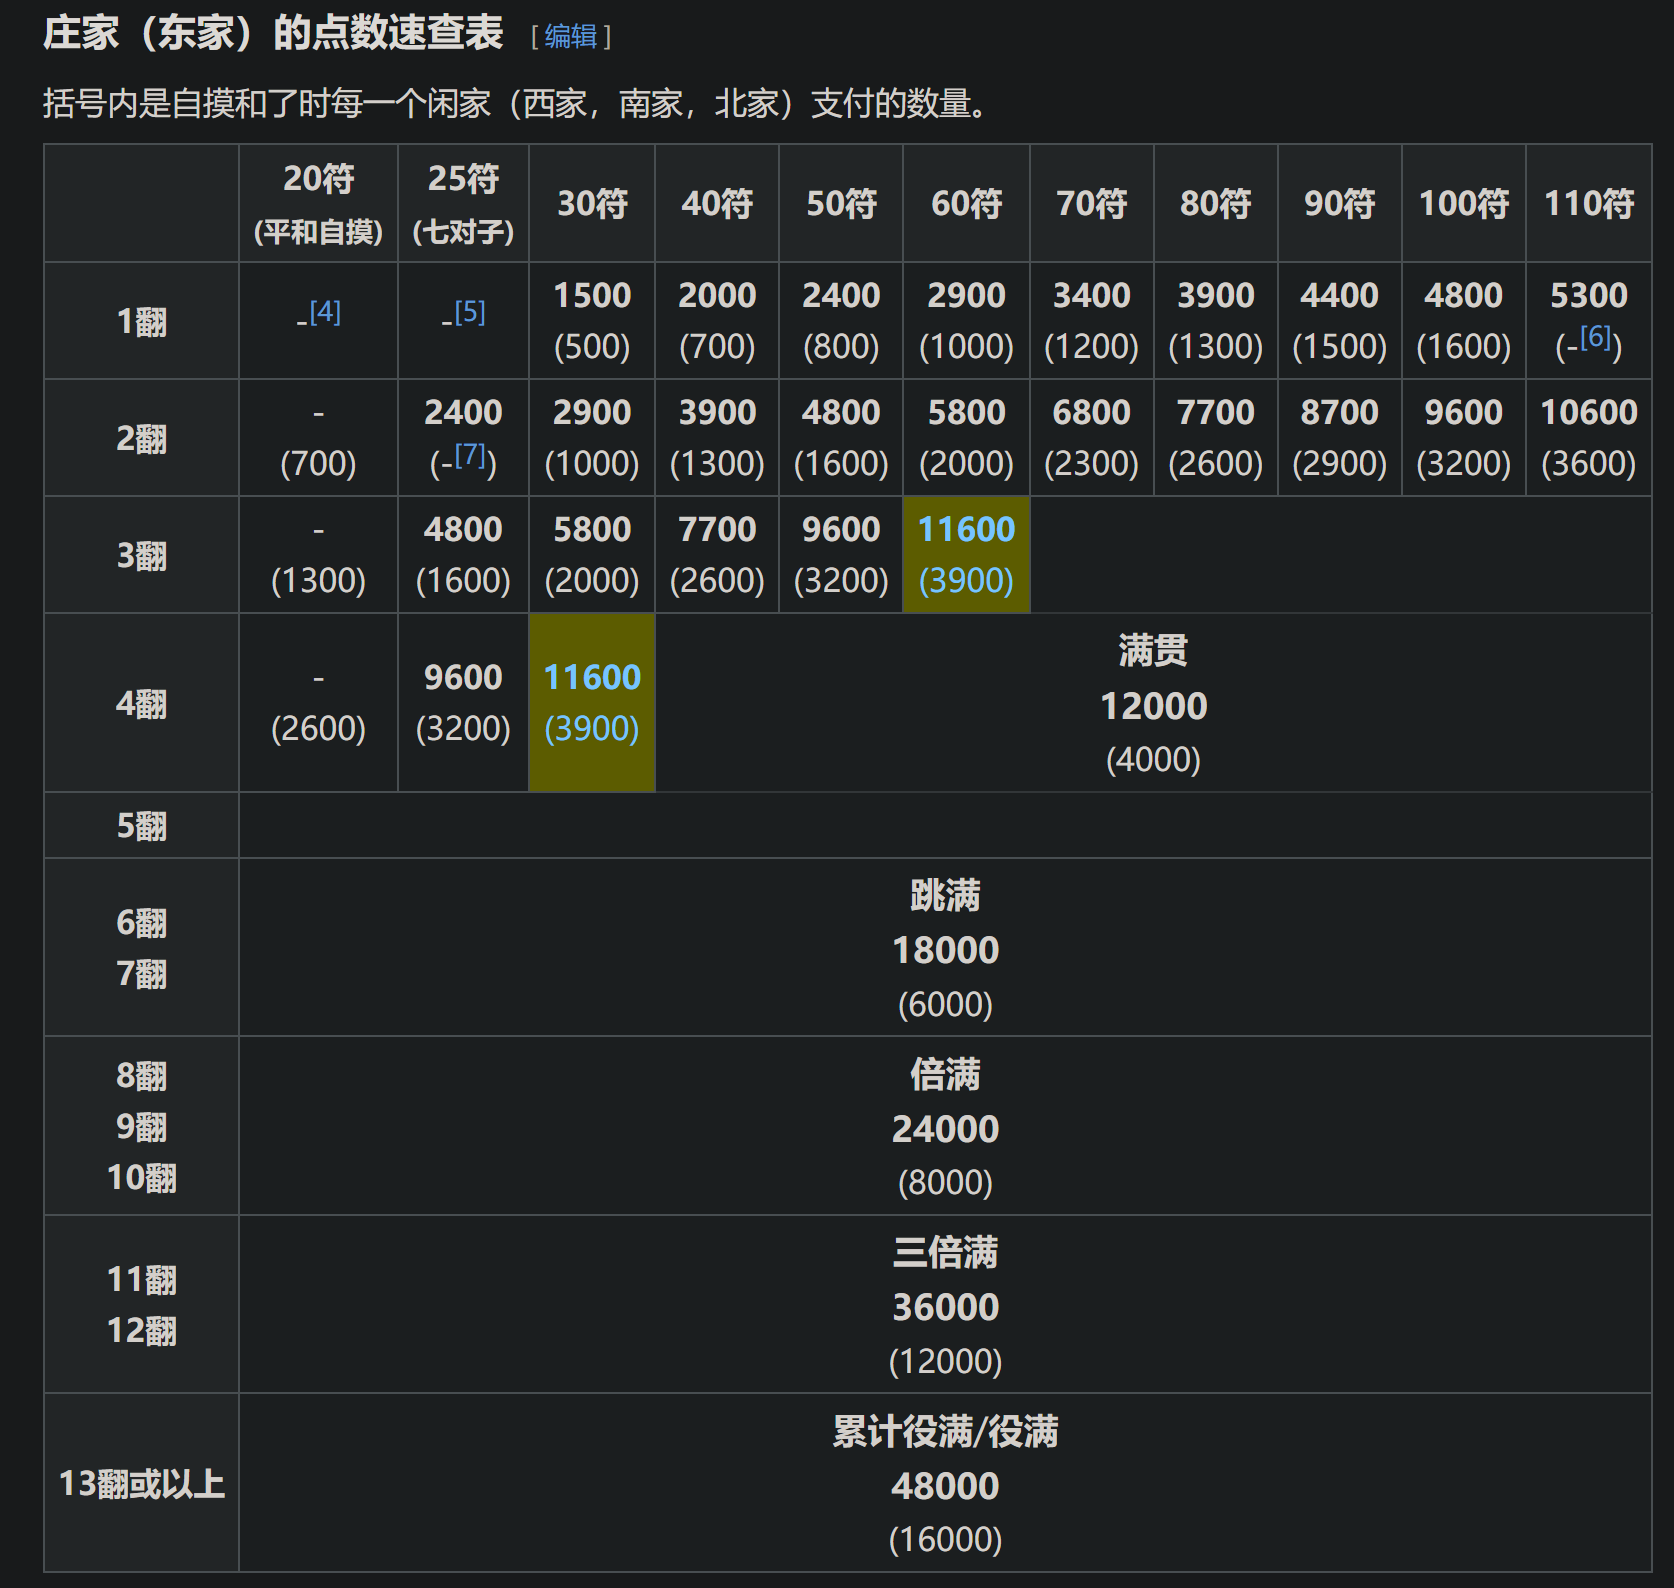 庄家（东家）的点数速查表 [编辑]
括号内是自摸和了时每一个闲家（西家，南家，北家）支付的数量。
20符 25符 30符 40符 50符 60符 70符 80符 90符 100符 110符
(平和自摸) (七对子)
1翻 -[4] -[5] 1500 2000 2400 2900 3400 3900 4400 4800 5300
(500) (700) (800) (1000) (1200) (1300) (1500) (1600) (-[6])
2翻 - 2400 2900 3900 4800 5800 6800 7700 8700 9600 10600
(700) (-[7]) (1000) (1300) (1600) (2000) (2300) (2600) (2900) (3200) (3600)
3翻 - 4800 5800 7700 9600 11600
(1300) (1600) (2000) (2600) (3200) (3900)
4翻 - 9600 11600 满贯
(2600) (3200) (3900) 12000
(4000)
5翻
6翻 跳满
7翻 18000
(6000)
8翻 倍满
9翻 24000
10翻 (8000)
11翻 三倍满
12翻 36000
(12000)
13翻或以上 累计役满/役满
48000
(16000)